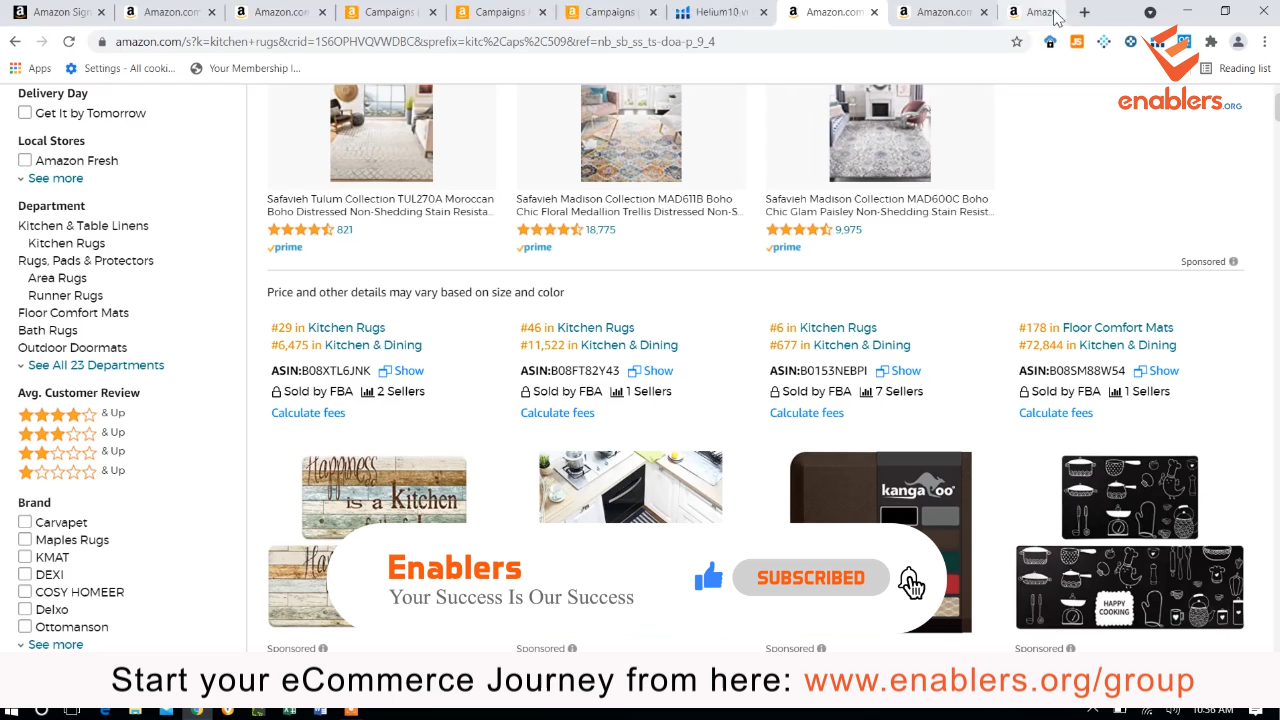 Amazon Sign
Amazon.com
Amazon.com
Campaigns
Campaigns
Campaigns
Helium10 v
Amazon.com
Amazon.com
Amaz
amazon.com/s?k=kitchen+rugs&crid=1S6OPHVOVWDBC&sprefix=kitc%2Caps%2C509&ref=nb_sb_ss_ts-doa-p_9_4
Apps
Settings - All cooki...
Your Membership I...
Reading list
enablers.ORG
Delivery Day
Get It by Tomorrow
Local Stores
Amazon Fresh
See more
Department
Kitchen & Table Linens
Kitchen Rugs
Rugs, Pads & Protectors
Area Rugs
Runner Rugs
Floor Comfort Mats
Bath Rugs
Outdoor Doormats
See All 23 Departments
Avg. Customer Review
& Up
& Up
& Up
& Up
Brand
Carvapet
Maples Rugs
KMAT
DEXI
COSY HOMEER
Delxo
Ottomanson
See more
Safavieh Tulum Collection TUL270A Moroccan
Boho Distressed Non-Shedding Stain Resista...
821
prime
Safavieh Madison Collection MAD611B Boho
Chic Floral Medallion Trellis Distressed Non-S...
18,775
prime
Safavieh Madison Collection MAD600C Boho
Chic Glam Paisley Non-Shedding Stain Resist...
9,975
prime
Sponsored
Price and other details may vary based on size and color
#29 in Kitchen Rugs
#6,475 in Kitchen & Dining
ASIN:B08XTL6JNK Show
Sold by FBA 2 Sellers
Calculate fees
#46 in Kitchen Rugs
#11,522 in Kitchen & Dining
ASIN:B08FT82Y43 Show
Sold by FBA 1 Sellers
Calculate fees
#6 in Kitchen Rugs
#677 in Kitchen & Dining
ASIN:B0153NEBPI Show
Sold by FBA 7 Sellers
Calculate fees
#178 in Floor Comfort Mats
#72,844 in Kitchen & Dining
ASIN:B08SM88W54 Show
Sold by FBA 1 Sellers
Calculate fees
Happiness
is a Kitchen
kangaroo
HAPPY
COOKING
Enablers
Your Success Is Our Success
SUBSCRIBED
Sponsored
Sponsored
Sponsored
Sponsored
Start your eCommerce Journey from here: www.enablers.org/group
10:56 AM